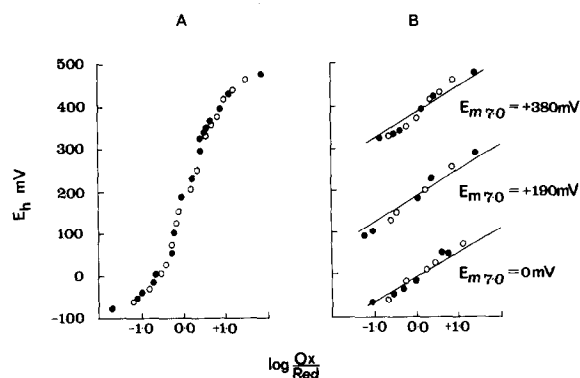 A
B
500
400
300
200
100
0
-100
E_h mV
-1·0
0·0
+1·0
E_m 7·0 = +380mV
E_m 7·0 = +190mV
E_m 7·0 = 0mV
-1·0
0·0
+1·0
log Ox
Red